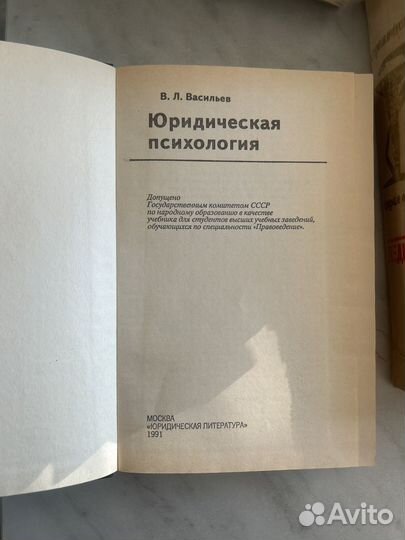 В. Л. Васильев
Юридическая
психология
Допущено
Государственным комитетом СССР
по народному образованию в качестве
учебника для студентов высших учебных заведений,
обучающихся по специальности «Правоведение».
МОСКВА
«ЮРИДИЧЕСКАЯ ЛИТЕРАТУРА»
1991
Avito